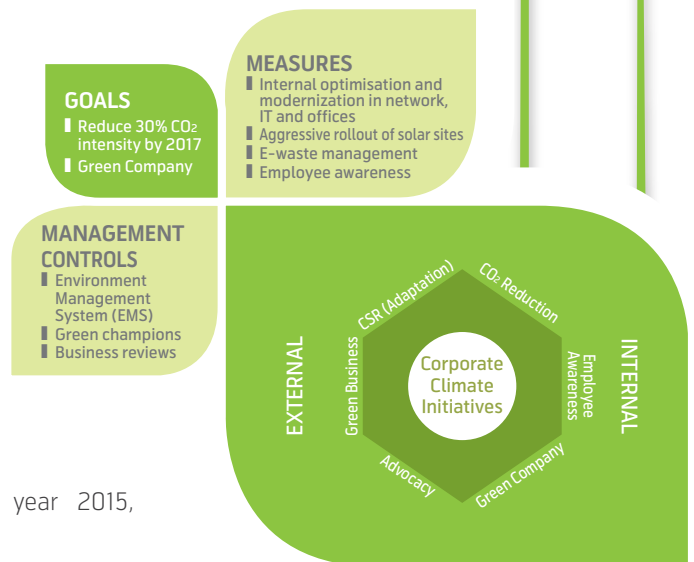 GOALS
Reduce 30% CO₂
intensity by 2017
Green Company
MEASURES
Internal optimisation and
modernization in network,
IT and offices
Aggressive rollout of solar sites
E-waste management
Employee awareness
MANAGEMENT
CONTROLS
Environment
Management
System (EMS)
Green champions
Business reviews
EXTERNAL
CSR (Adaptation)
Green Business
Advocacy
Corporate
Climate
Initiatives
CO₂ Reduction
Employee
Awareness
Green Company
INTERNAL
year 2015,